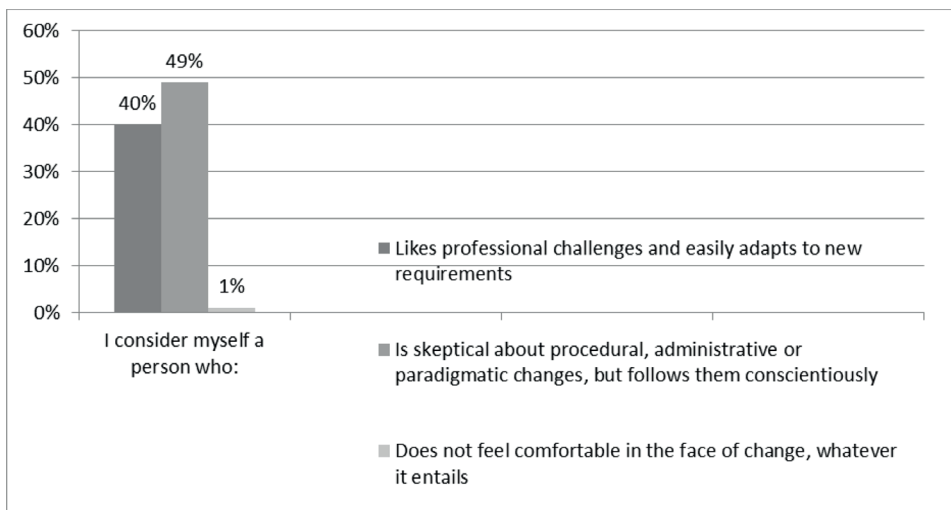 60%
50%
40%
30%
20%
10%
0%
40%
49%
1%
I consider myself a
person who:
Likes professional challenges and easily adapts to new
requirements
Is skeptical about procedural, administrative or
paradigmatic changes, but follows them conscientiously
Does not feel comfortable in the face of change, whatever
it entails